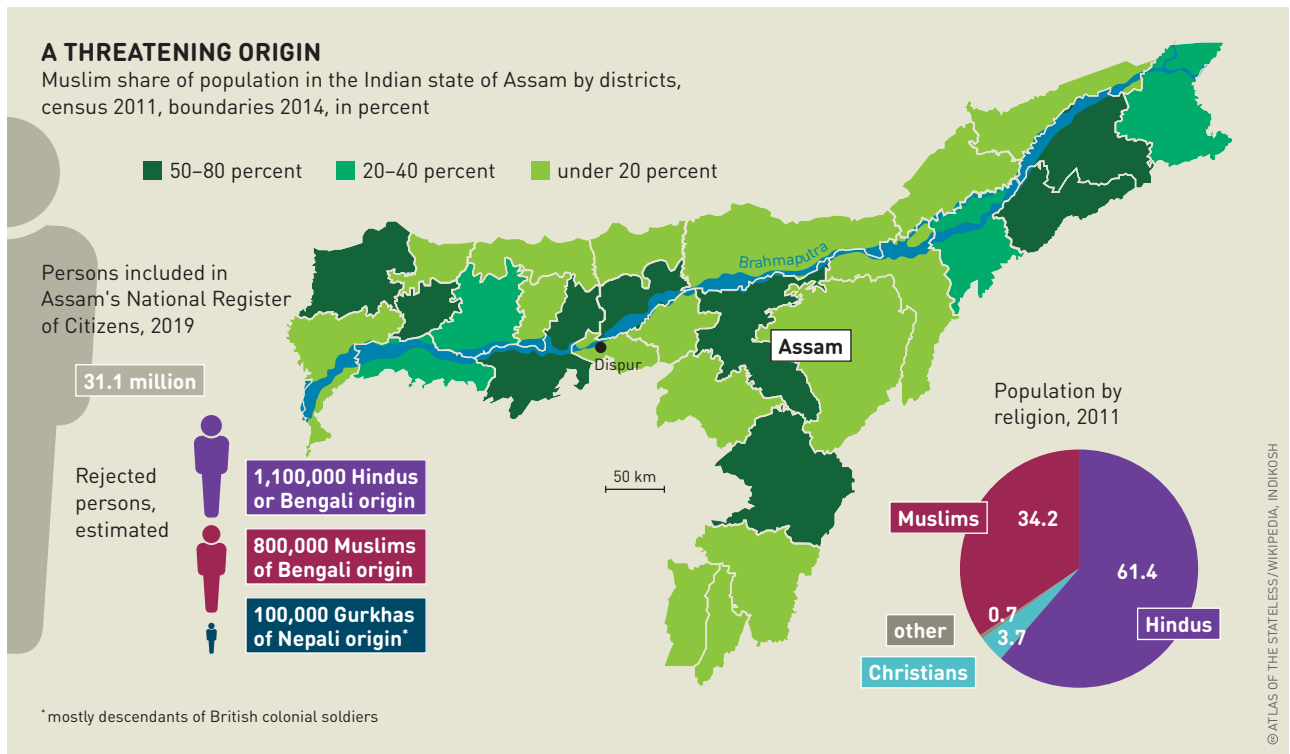 A THREATENING ORIGIN
Muslim share of population in the Indian state of Assam by districts,
census 2011, boundaries 2014, in percent
50–80 percent
20–40 percent
under 20 percent
Persons included in
Assam's National Register
of Citizens, 2019
31.1 million
Rejected
persons,
estimated
1,100,000 Hindus
or Bengali origin
800,000 Muslims
of Bengali origin
100,000 Gurkhas
of Nepali origin*
Brahmaputra
Assam
Dispur
50 km
Population by
religion, 2011
Muslims
34.2
61.4
Hindus
0.7
other
3.7
Christians
*mostly descendants of British colonial soldiers
🅭 ATLAS OF THE STATELESS/WIKIPEDIA, INDIKOSH